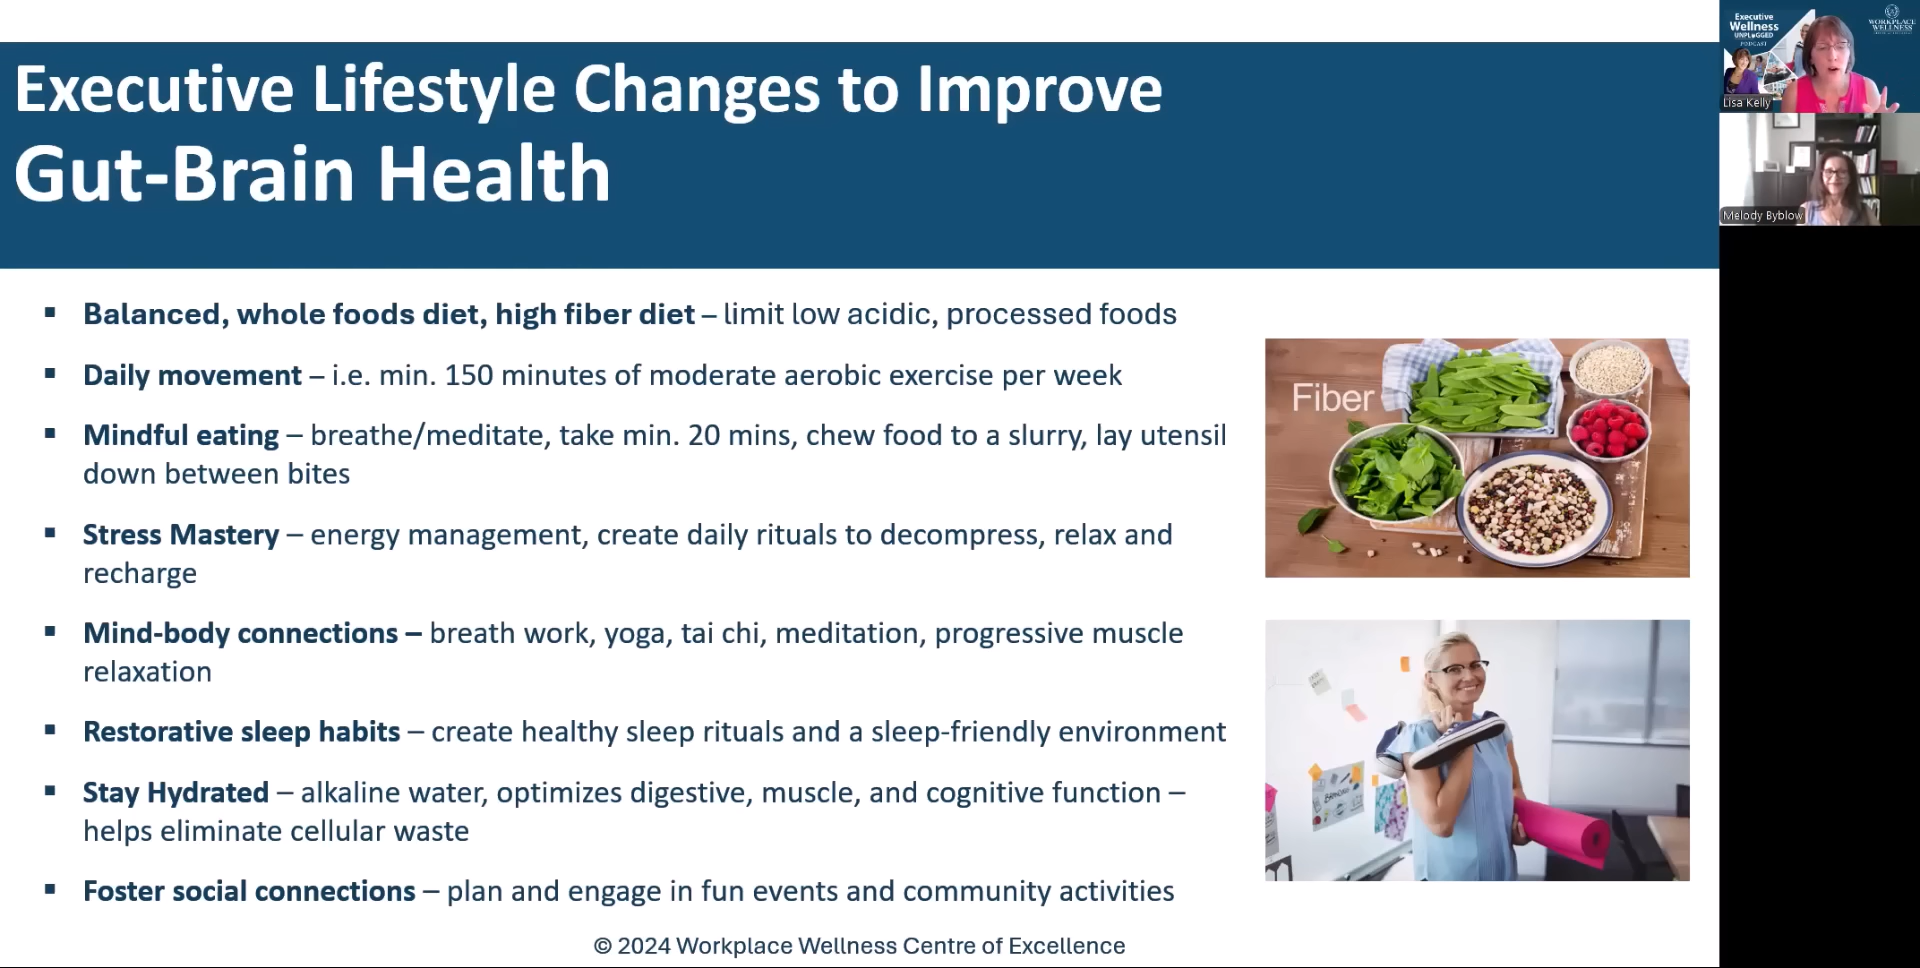 Executive Lifestyle Changes to Improve
Gut-Brain Health
▪ Balanced, whole foods diet, high fiber diet – limit low acidic, processed foods
▪ Daily movement – i.e. min. 150 minutes of moderate aerobic exercise per week
▪ Mindful eating – breathe/meditate, take min. 20 mins, chew food to a slurry, lay utensil
down between bites
▪ Stress Mastery – energy management, create daily rituals to decompress, relax and
recharge
▪ Mind-body connections – breath work, yoga, tai chi, meditation, progressive muscle
relaxation
▪ Restorative sleep habits – create healthy sleep rituals and a sleep-friendly environment
▪ Stay Hydrated – alkaline water, optimizes digestive, muscle, and cognitive function –
helps eliminate cellular waste
▪ Foster social connections – plan and engage in fun events and community activities
© 2024 Workplace Wellness Centre of Excellence
Fiber
Executive
Wellness
UNPLUGGED
PODCAST
WORKPLACE
WELLNESS
Lisa Kelly
Melody Byblow